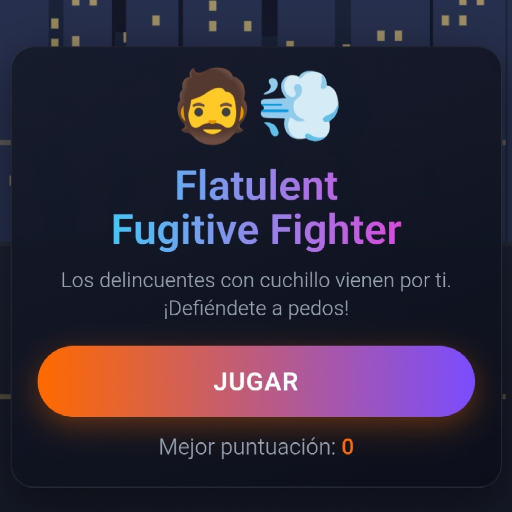 Flatulent
Fugitive Fighter
Los delincuentes con cuchillo vienen por ti.
¡Defiéndete a pedos!
JUGAR
Mejor puntuación: 0